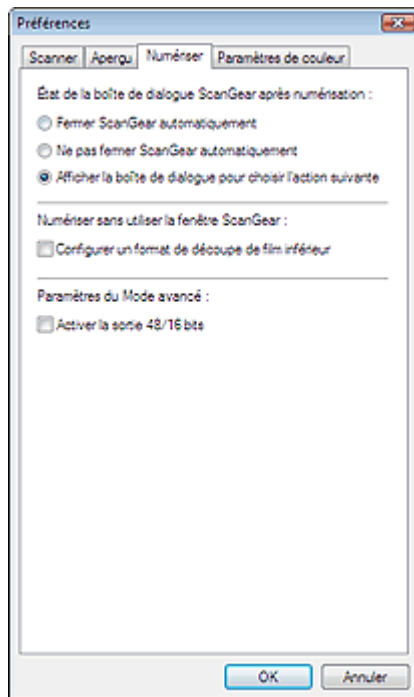 Préférences
Scanner Aperçu Numériser Paramètres de couleur
État de la boîte de dialogue ScanGear après numérisation :
Fermer ScanGear automatiquement
Ne pas fermer ScanGear automatiquement
Afficher la boîte de dialogue pour choisir l'action suivante
Numériser sans utiliser la fenêtre ScanGear :
Configurer un format de découpe de film inférieur
Paramètres du Mode avancé :
Activer la sortie 48/16 bits
OK Annuler